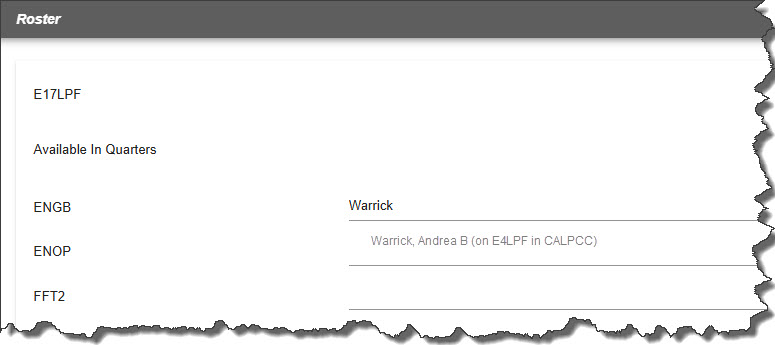 Roster
E17LPF
Available In Quarters
ENGB
Warrick
Warrick, Andrea B (on E4LPF in CALPCC)
ENOP
FFT2